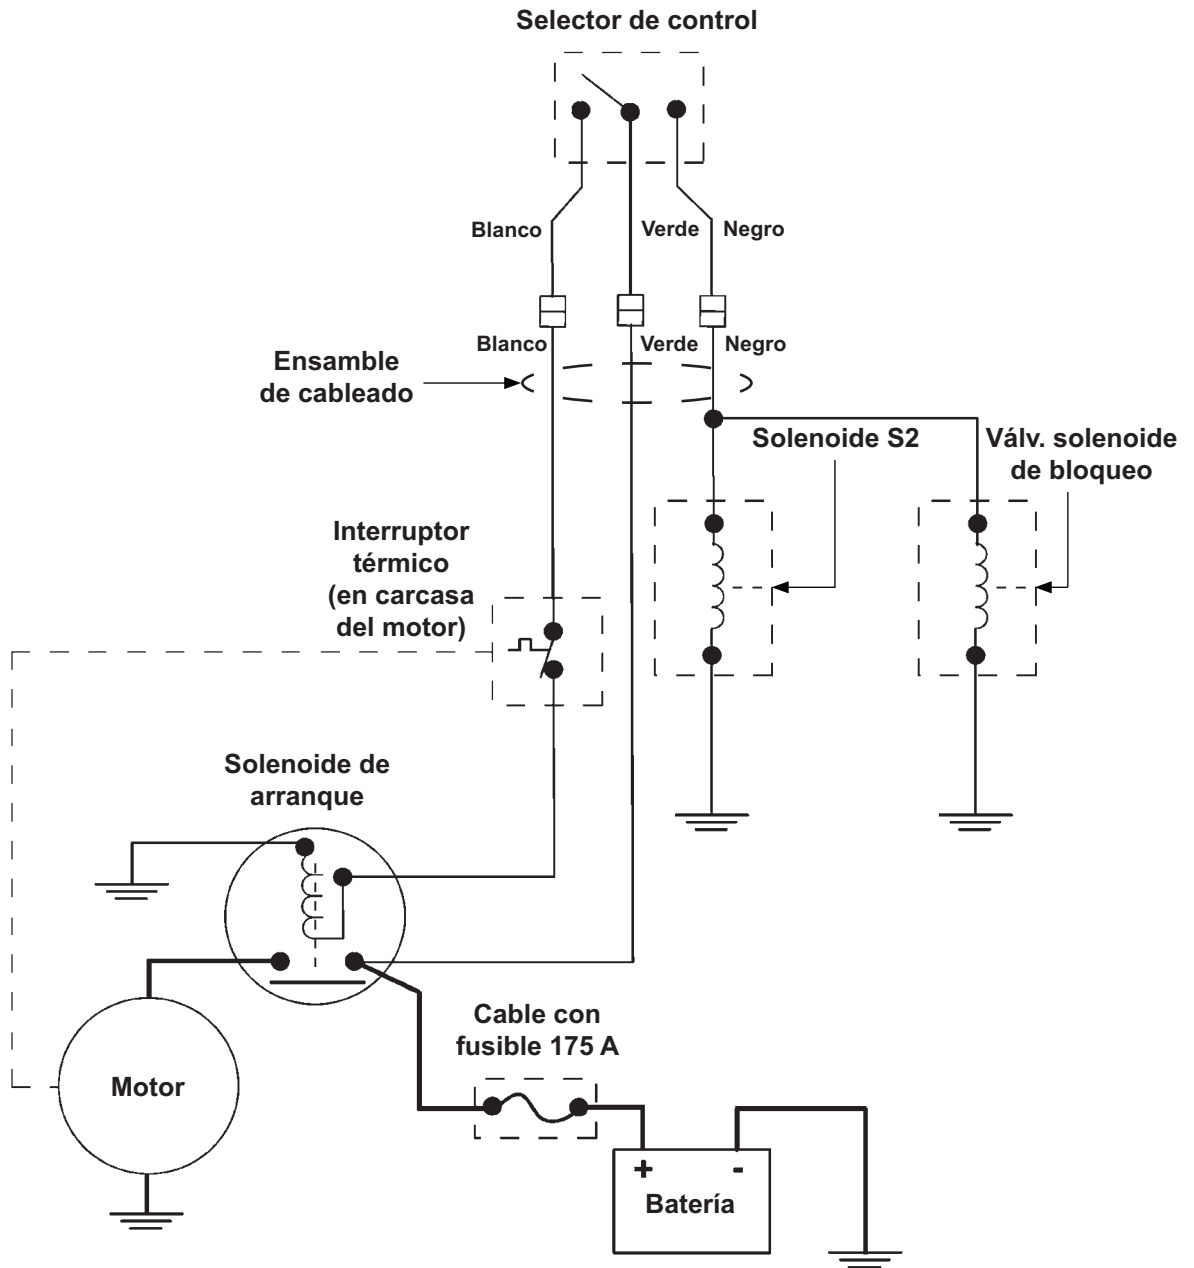 Selector de control
Blanco
Verde
Negro
Blanco
Verde
Negro
Ensamble
de cableado
Solenoide S2
Válv. solenoide
de bloqueo
Interruptor
térmico
(en carcasa
del motor)
Solenoide de
arranque
Cable con
fusible 175 A
Motor
+ -
Batería